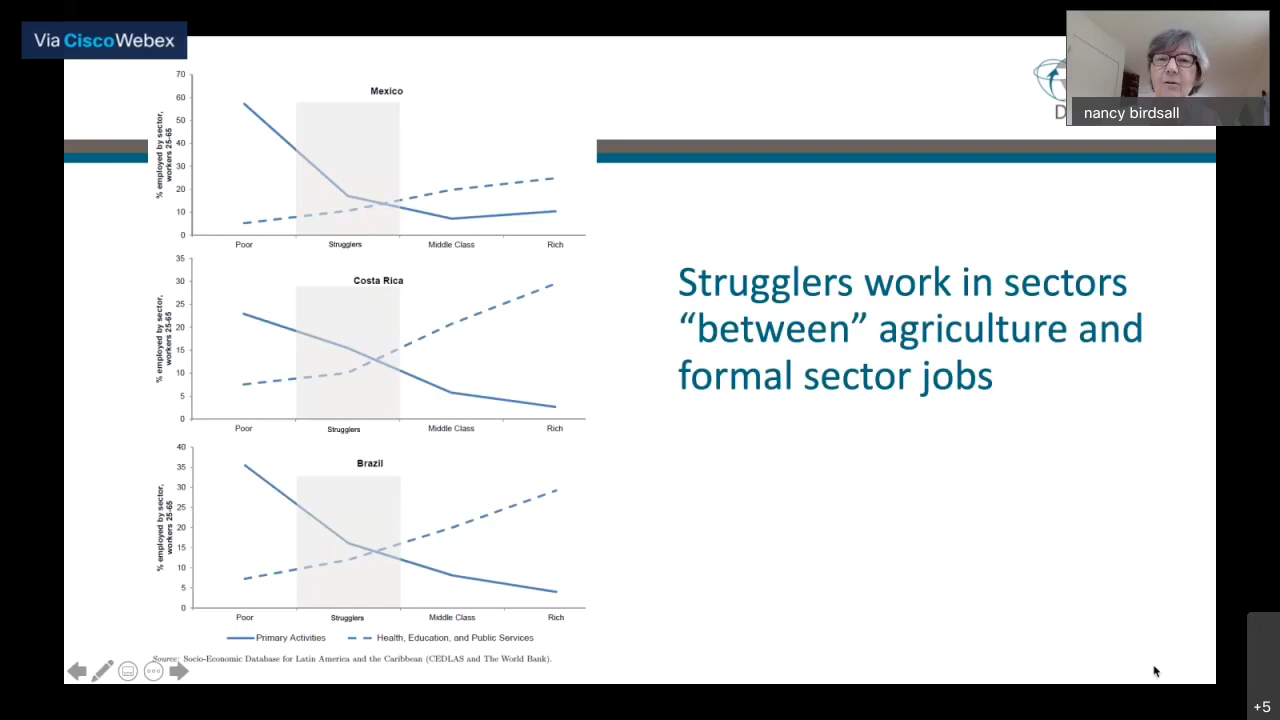 Via CiscoWebex
nancy birdsall
D
Mexico
% employed by sector,
workers 25-65
70
60
50
40
30
20
10
0
Poor
Strugglers
Middle Class
Rich
Costa Rica
% employed by sector,
workers 25-65
35
30
25
20
15
10
5
0
Poor
Strugglers
Middle Class
Rich
Brazil
% employed by sector,
workers 25-65
40
35
30
25
20
15
10
5
0
Poor
Strugglers
Middle Class
Rich
Primary Activities
Health, Education, and Public Services
Source: Socio-Economic Database for Latin America and the Caribbean (CEDLAS and The World Bank).
Strugglers work in sectors
“between” agriculture and
formal sector jobs
+5